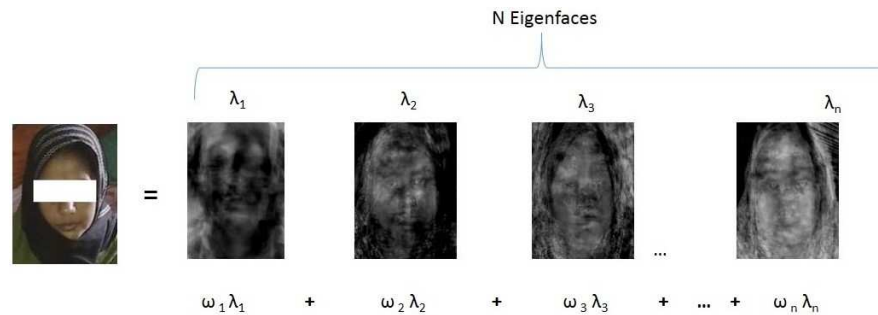 N Eigenfaces
λ1 λ2 λ3 λn
=
...
ω1 λ1 + ω2 λ2 + ω3 λ3 + ... + ωn λn